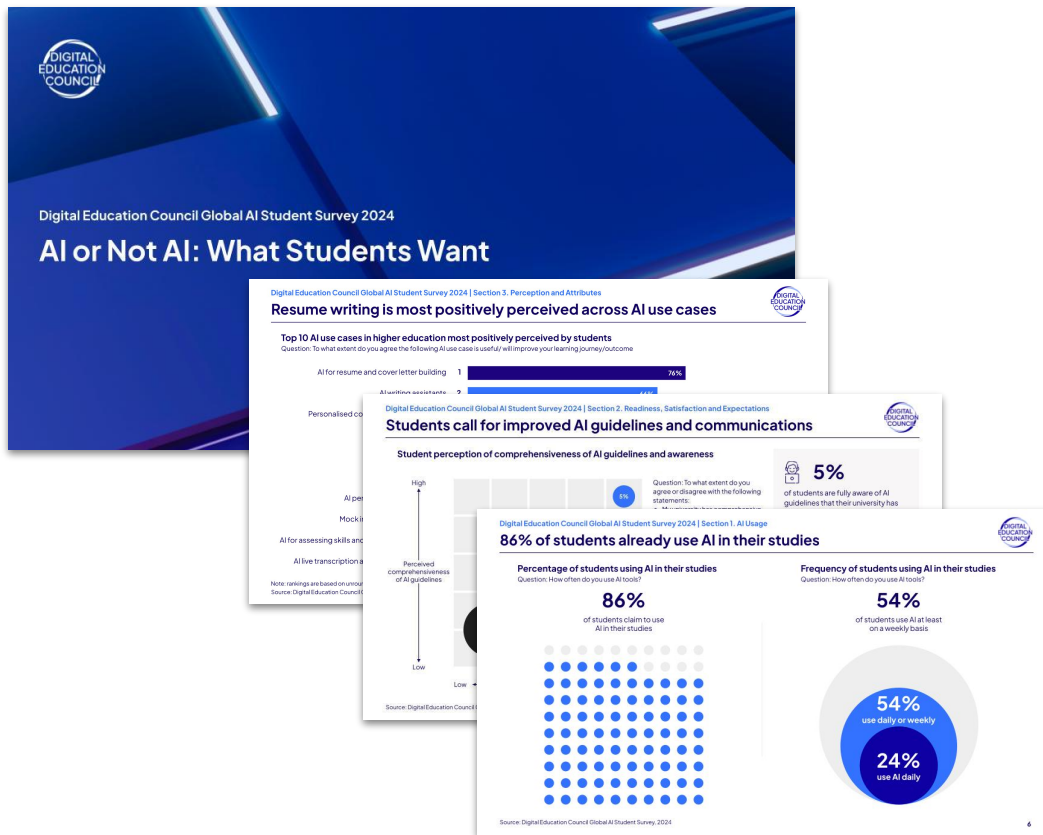 DIGITAL
EDUCATION
COUNCIL
Digital Education Council Global AI Student Survey 2024
AI or Not AI: What Students Want
Digital Education Council Global AI Student Survey 2024 | Section 3. Perception and Attributes
Resume writing is most positively perceived across AI use cases
DIGITAL
EDUCATION
COUNCIL
Top 10 AI use cases in higher education most positively perceived by students
Question: To what extent do you agree the following AI use case is useful/ will improve your learning journey/outcome
AI for resume and cover letter building 1 76%
AI writing assistants 2
Personalised
AI
Mock
AI for assessing skills
AI live transcription
Note: rankings are based on
Source: Digital Education Council
Digital Education Council Global AI Student Survey 2024 | Section 2. Readiness, Satisfaction and Expectations
Students call for improved AI guidelines and communications
DIGITAL
EDUCATION
COUNCIL
Student perception of comprehensiveness of AI guidelines and awareness
High
Perceived
comprehensiveness
of AI guidelines
Low
Low
5%
Question: To what extent do you
agree or disagree with the following
statements:
5%
of students are fully aware of AI
guidelines that their university has
Source: Digital Education Council
Digital Education Council Global AI Student Survey 2024 | Section 1. AI Usage
86% of students already use AI in their studies
DIGITAL
EDUCATION
COUNCIL
Percentage of students using AI in their studies
Question: How often do you use AI tools?
86%
of students claim to use
AI in their studies
Frequency of students using AI in their studies
Question: How often do you use AI tools?
54%
of students use AI at least
on a weekly basis
54%
use daily or weekly
24%
use AI daily
Source: Digital Education Council Global AI Student Survey, 2024
6